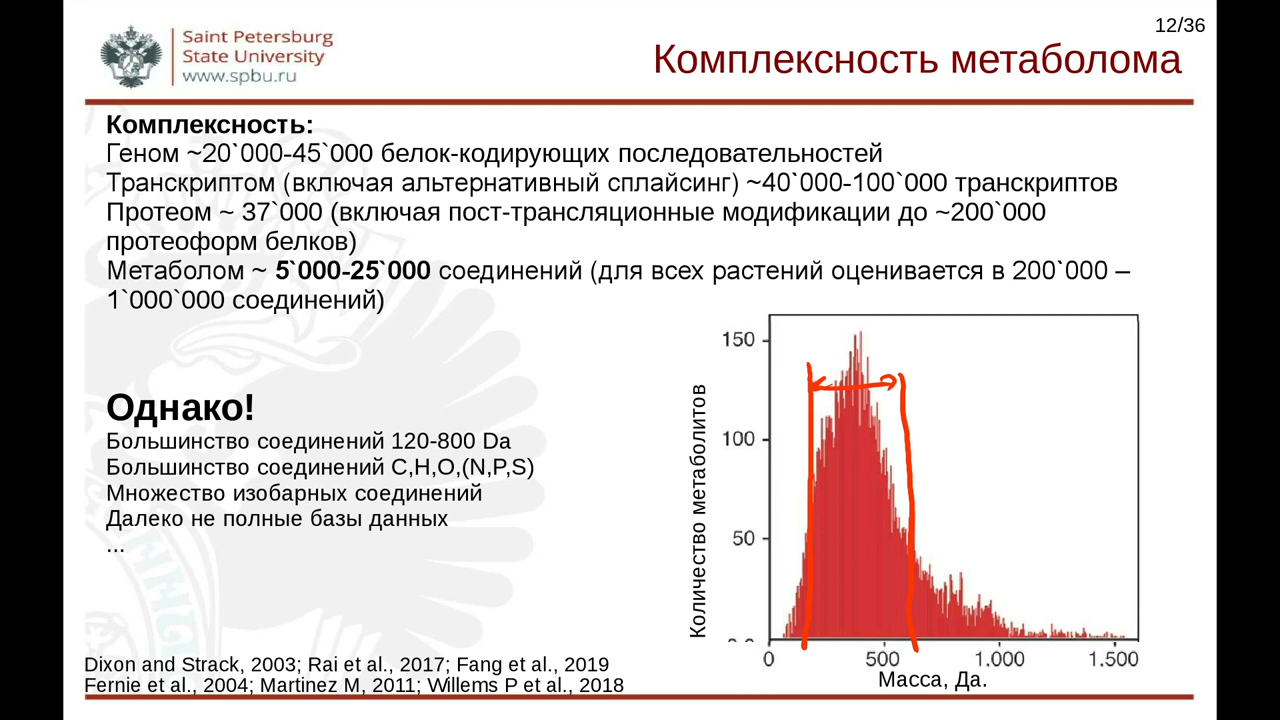 12/36
Saint Petersburg
State University
www.spbu.ru
Комплексность метаболома
Комплексность:
Геном ~20`000-45`000 белок-кодирующих последовательностей
Транскриптом (включая альтернативный сплайсинг) ~40`000-100`000 транскриптов
Протеом ~ 37`000 (включая пост-трансляционные модификации до ~200`000
протеоформ белков)
Метаболом ~ 5`000-25`000 соединений (для всех растений оценивается в 200`000 –
1`000`000 соединений)
Однако!
Большинство соединений 120-800 Da
Большинство соединений C,H,O,(N,P,S)
Множество изобарных соединений
Далеко не полные базы данных
...
Количество метаболитов
150
100
50
0 500 1.000 1.500
Масса, Да.
Dixon and Strack, 2003; Rai et al., 2017; Fang et al., 2019
Fernie et al., 2004; Martinez M, 2011; Willems P et al., 2018